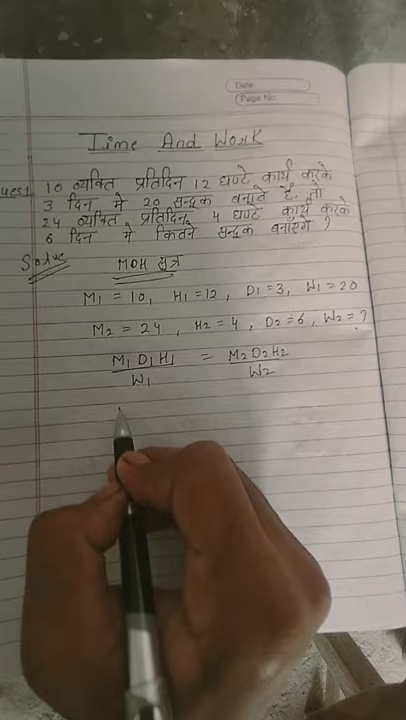 Date
Page No
Time And Work
Ques1 10 व्यक्ति प्रतिदिन 12 घण्टे कार्य करके
3 दिन मे 20 सन्दूक बनाते हैं, तो
24 व्यक्ति प्रतिदिन 4 घण्टे कार्य करके
6 दिन में कितने सन्दूक बनाएंगे ?
Solve
MDH सूत्र
M₁ = 10, H₁ = 12, D₁ = 3, W₁ = 20
M₂ = 24, H₂ = 4, D₂ = 6, W₂ = ?
M₁ D₁ H₁ / W₁ = M₂ D₂ H₂ / W₂